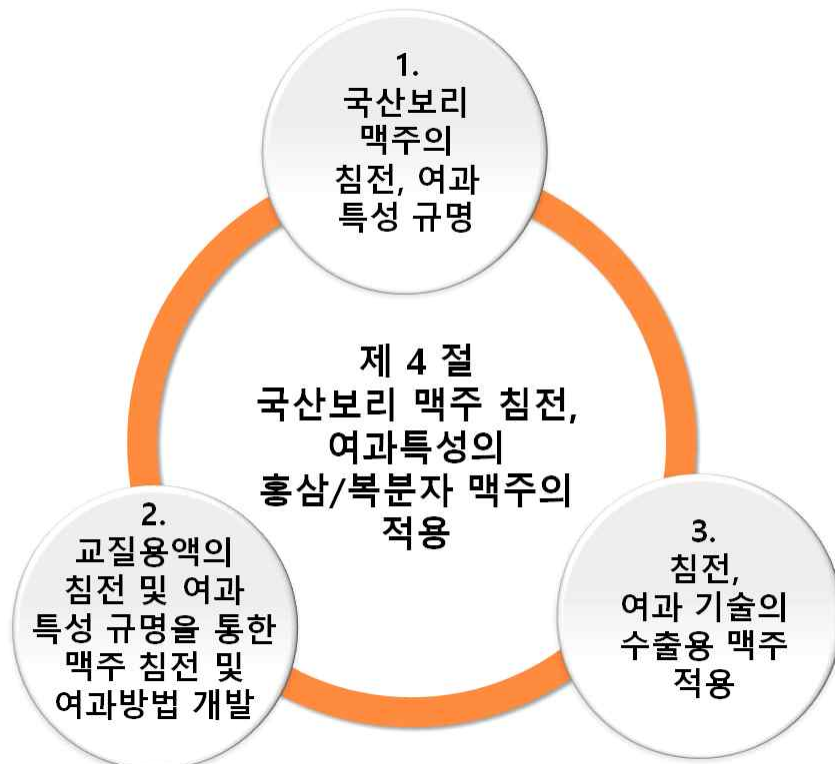 1.
국산보리
맥주의
침전, 여과
특성 규명
제 4 절
국산보리 맥주 침전,
여과특성의
홍삼/복분자 맥주의
적용
2.
교질용액의
침전 및 여과
특성 규명을 통한
맥주 침전 및
여과방법 개발
3.
침전,
여과 기술의
수출용 맥주
적용